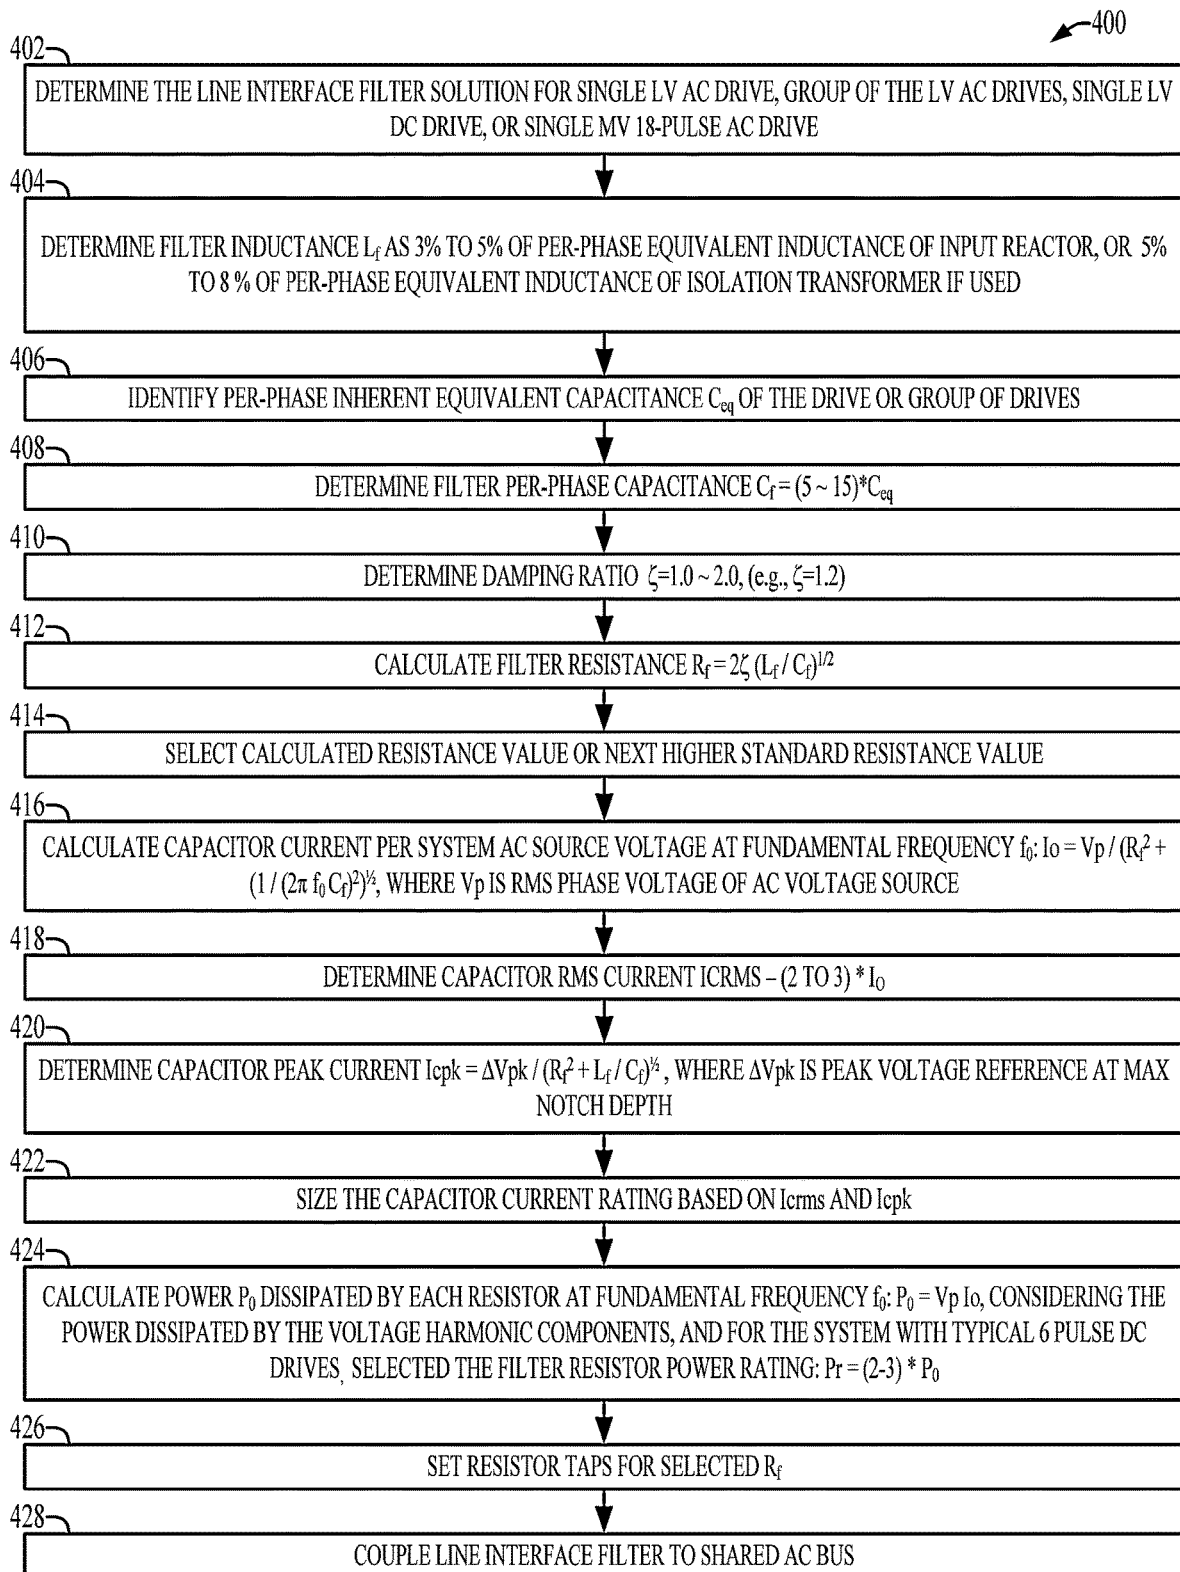 400
402
DETERMINE THE LINE INTERFACE FILTER SOLUTION FOR SINGLE LV AC DRIVE, GROUP OF THE LV AC DRIVES, SINGLE LV
DC DRIVE, OR SINGLE MV 18-PULSE AC DRIVE
404
DETERMINE FILTER INDUCTANCE Lf AS 3% TO 5% OF PER-PHASE EQUIVALENT INDUCTANCE OF INPUT REACTOR, OR 5%
TO 8 % OF PER-PHASE EQUIVALENT INDUCTANCE OF ISOLATION TRANSFORMER IF USED
406
IDENTIFY PER-PHASE INHERENT EQUIVALENT CAPACITANCE Ceq OF THE DRIVE OR GROUP OF DRIVES
408
DETERMINE FILTER PER-PHASE CAPACITANCE Cf = (5 ~ 15)*Ceq
410
DETERMINE DAMPING RATIO ζ=1.0 ~ 2.0, (e.g., ζ=1.2)
412
CALCULATE FILTER RESISTANCE Rf = 2ζ (Lf / Cf)^1/2
414
SELECT CALCULATED RESISTANCE VALUE OR NEXT HIGHER STANDARD RESISTANCE VALUE
416
CALCULATE CAPACITOR CURRENT PER SYSTEM AC SOURCE VOLTAGE AT FUNDAMENTAL FREQUENCY f0: Io = Vp / (Rf² +
(1 / (2π f0 Cf)²)^½, WHERE Vp IS RMS PHASE VOLTAGE OF AC VOLTAGE SOURCE
418
DETERMINE CAPACITOR RMS CURRENT ICRMS – (2 TO 3) * IO
420
DETERMINE CAPACITOR PEAK CURRENT Icpk = ΔVpk / (Rf² + Lf / Cf)^½ , WHERE ΔVpk IS PEAK VOLTAGE REFERENCE AT MAX
NOTCH DEPTH
422
SIZE THE CAPACITOR CURRENT RATING BASED ON Icrms AND Icpk
424
CALCULATE POWER P0 DISSIPATED BY EACH RESISTOR AT FUNDAMENTAL FREQUENCY f0: P0 = Vp Io, CONSIDERING THE
POWER DISSIPATED BY THE VOLTAGE HARMONIC COMPONENTS, AND FOR THE SYSTEM WITH TYPICAL 6 PULSE DC
DRIVES, SELECTED THE FILTER RESISTOR POWER RATING: Pr = (2-3) * P0
426
SET RESISTOR TAPS FOR SELECTED Rf
428
COUPLE LINE INTERFACE FILTER TO SHARED AC BUS